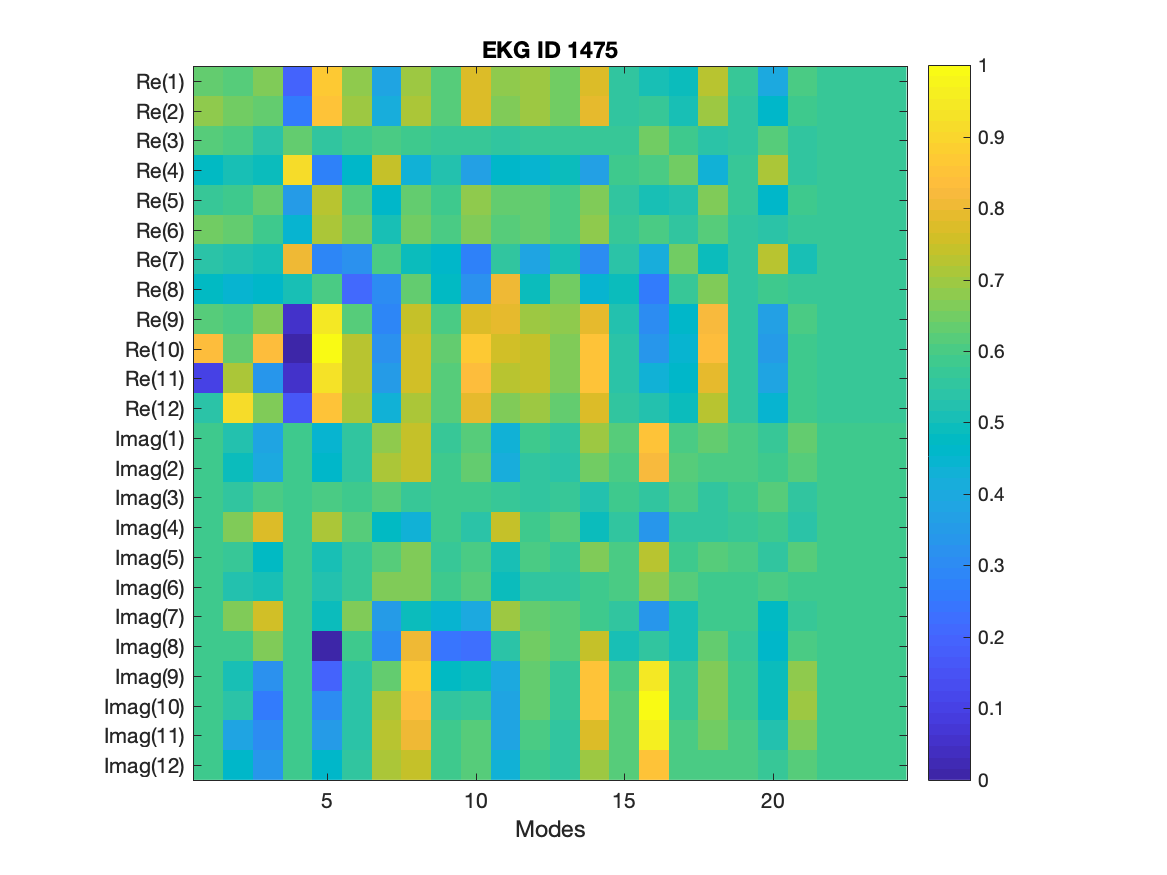 EKG ID 1475
Re(1)
Re(2)
Re(3)
Re(4)
Re(5)
Re(6)
Re(7)
Re(8)
Re(9)
Re(10)
Re(11)
Re(12)
Imag(1)
Imag(2)
Imag(3)
Imag(4)
Imag(5)
Imag(6)
Imag(7)
Imag(8)
Imag(9)
Imag(10)
Imag(11)
Imag(12)
5 10 15 20
Modes
1
0.9
0.8
0.7
0.6
0.5
0.4
0.3
0.2
0.1
0